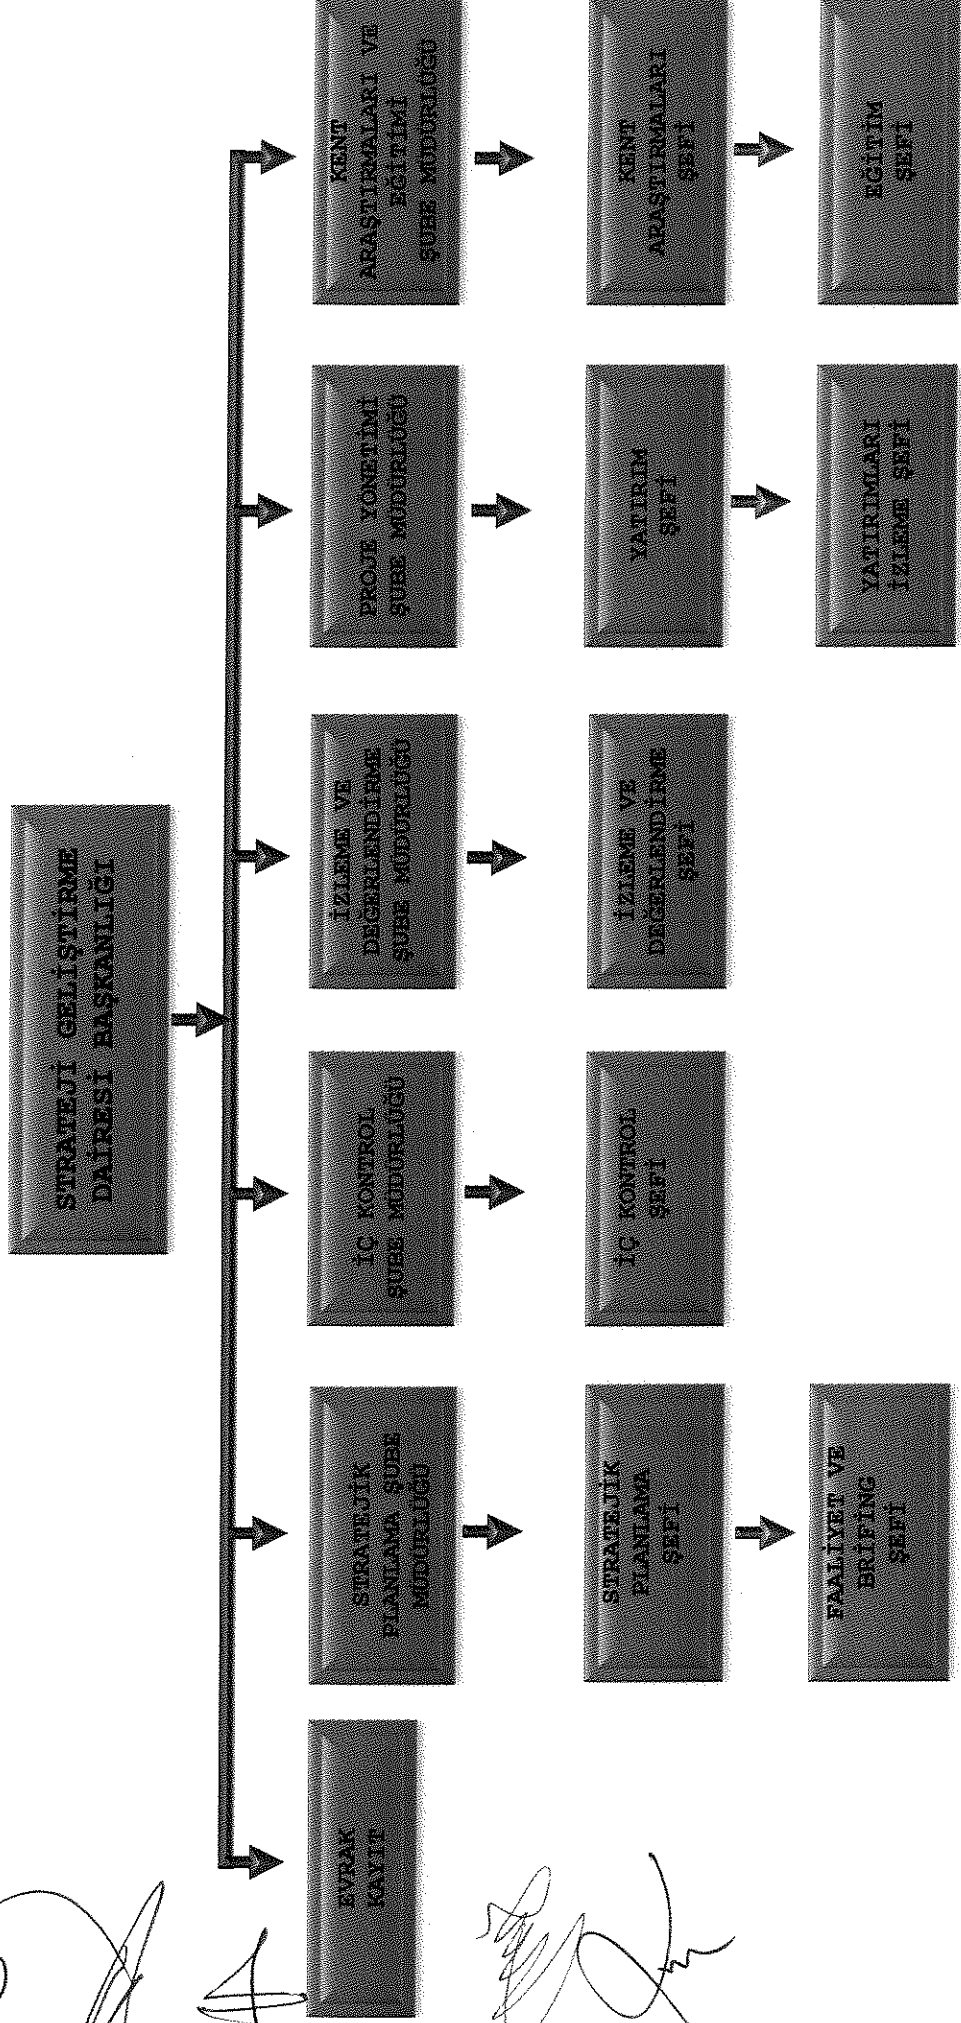 STRATEJİ GELİŞTİRME
DAİRESİ BAŞKANLIĞI
EVRAK
KAYIT
STRATEJİK
PLANLAMA ŞUBE
MÜDÜRLÜĞÜ
İÇ KONTROL
ŞUBE MÜDÜRLÜĞÜ
İZLEME VE
DEĞERLENDİRME
ŞUBE MÜDÜRLÜĞÜ
PROJE YÖNETİMİ
ŞUBE MÜDÜRLÜĞÜ
KENT
ARAŞTIRMALARI VE
EĞİTİMİ
ŞUBE MÜDÜRLÜĞÜ
STRATEJİK
PLANLAMA
ŞEFİ
İÇ KONTROL
ŞEFİ
İZLEME VE
DEĞERLENDİRME
ŞEFİ
YATIRIM
ŞEFİ
KENT
ARAŞTIRMALARI
ŞEFİ
FAALİYET VE
BRİFİNG
ŞEFİ
YATIRIMLARI
İZLEME ŞEFİ
EĞİTİM
ŞEFİ